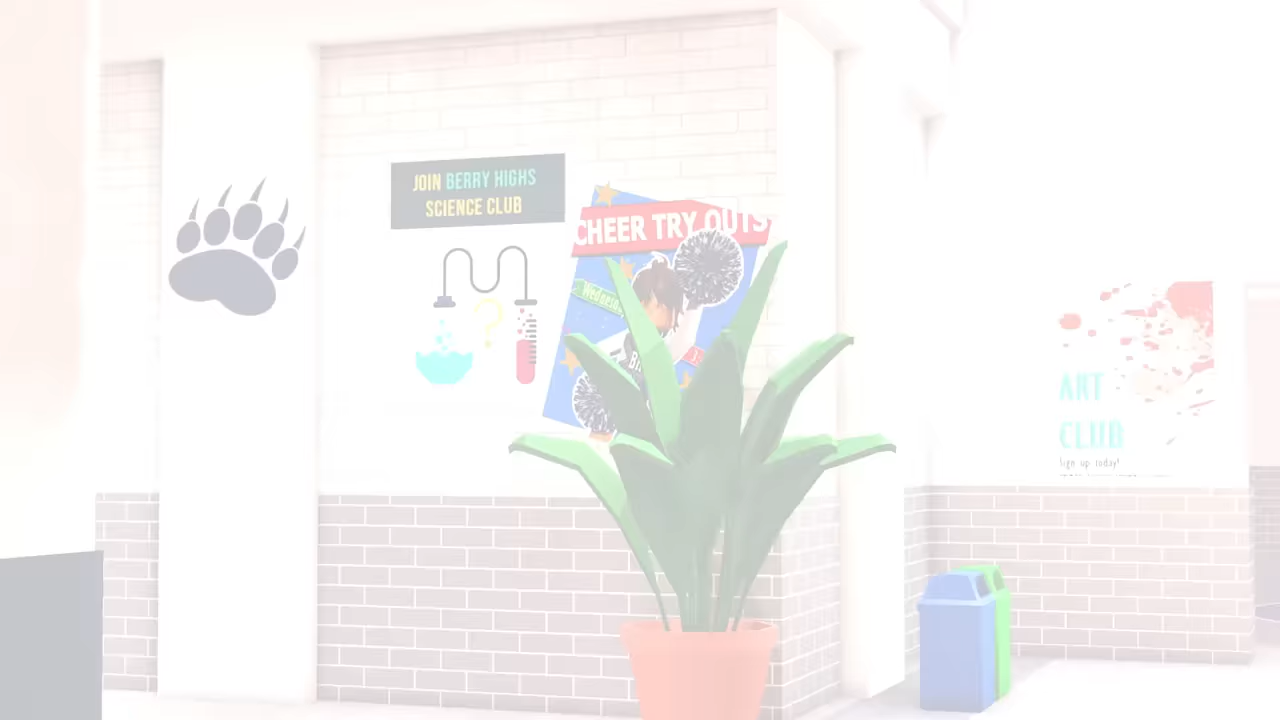 JOIN BERRY HIGHS
SCIENCE CLUB
CHEER TRY OUTS
ART
CLUB
Sign up today!